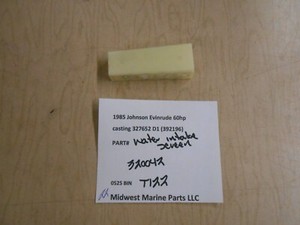 1985 Johnson Evinrude 60hp
casting 327652 D1 (392196)
PART# water intake
screen
320042
0525 BIN T122
Midwest Marine Parts LLC